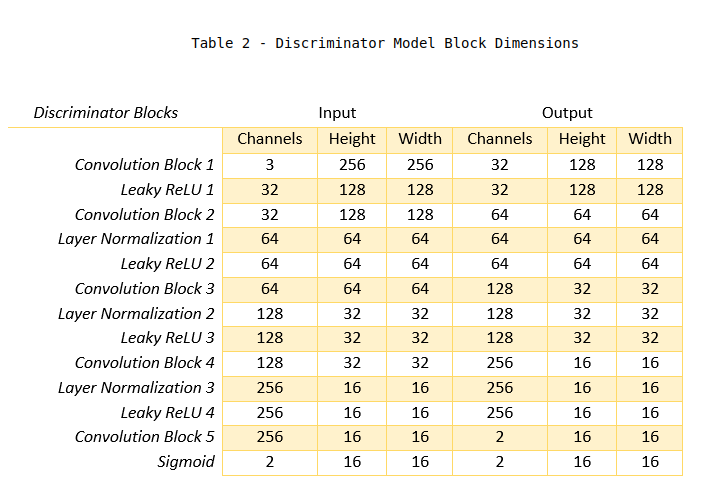 Table 2 - Discriminator Model Block Dimensions
Discriminator Blocks Input Output
Channels Height Width Channels Height Width
Convolution Block 1 3 256 256 32 128 128
Leaky ReLU 1 32 128 128 32 128 128
Convolution Block 2 32 128 128 64 64 64
Layer Normalization 1 64 64 64 64 64 64
Leaky ReLU 2 64 64 64 64 64 64
Convolution Block 3 64 64 64 128 32 32
Layer Normalization 2 128 32 32 128 32 32
Leaky ReLU 3 128 32 32 128 32 32
Convolution Block 4 128 32 32 256 16 16
Layer Normalization 3 256 16 16 256 16 16
Leaky ReLU 4 256 16 16 256 16 16
Convolution Block 5 256 16 16 2 16 16
Sigmoid 2 16 16 2 16 16